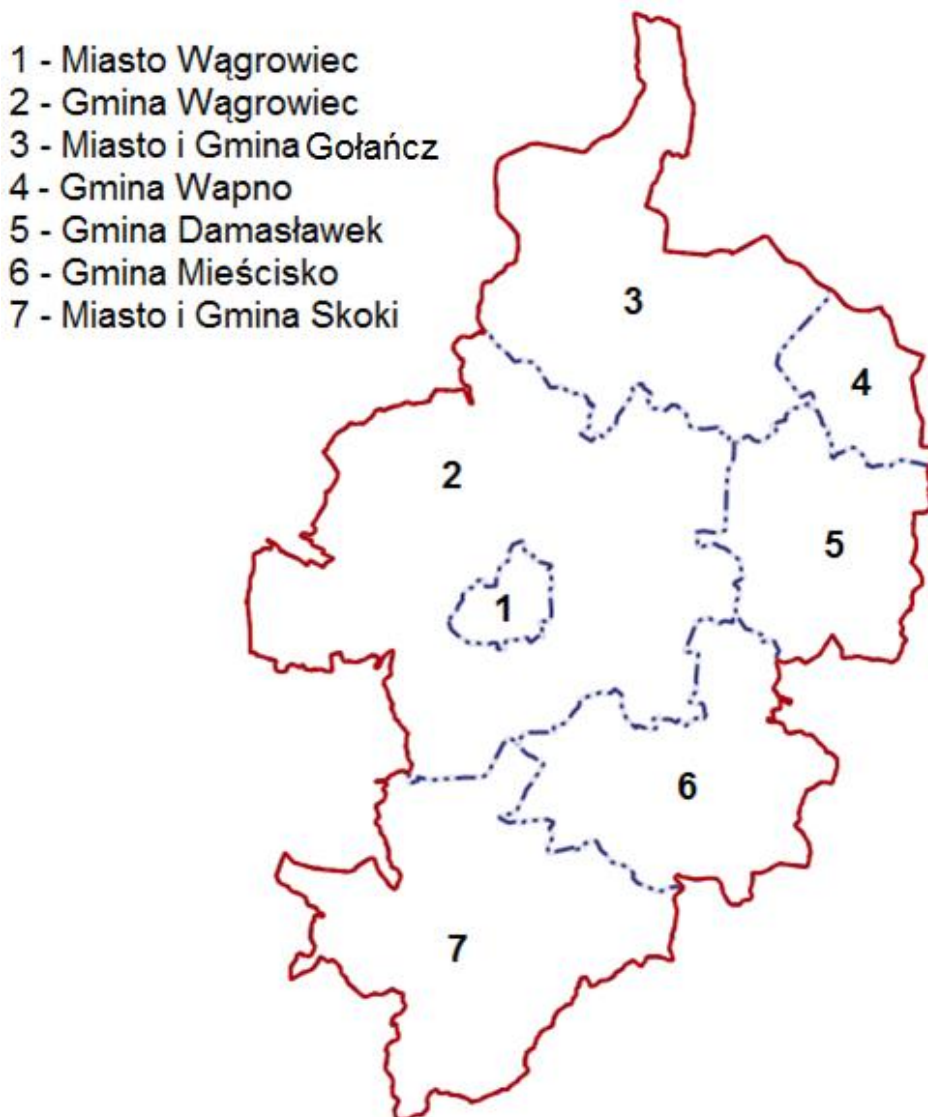 1 - Miasto Wągrowiec
2 - Gmina Wągrowiec
3 - Miasto i Gmina Gołańcz
4 - Gmina Wapno
5 - Gmina Damasławek
6 - Gmina Mieścisko
7 - Miasto i Gmina Skoki
3
4
2
5
1
6
7